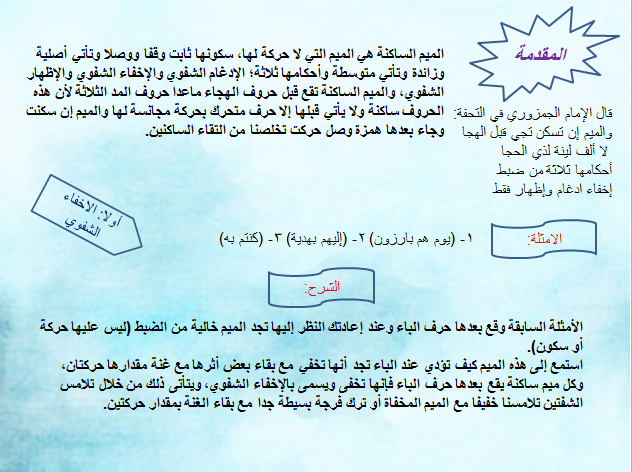 المقدمة
الميم الساكنة هي الميم التي لا حركة لها، سكونها ثابت وقفا ووصلا وتأتي أصلية
وزائدة وتأتي متوسطة وأحكامها ثلاثة؛ الإدغام الشفوي والإخفاء الشفوي والإظهار
الشفوي، والميم الساكنة تقع قبل حروف الهجاء ماعدا حروف المد الثلاثة لأن هذه
الحروف ساكنة ولا يأتي قبلها إلا حرف متحرك بحركة مجانسة لها والميم إن سكنت
وجاء بعدها همزة وصل حركت تخلصنا من التقاء الساكنين.
قال الإمام الجمزوري في التحفة:
والميم إن تسكن تجي قبل الهجا
لا ألف لينة لذي الحجا
أحكامها ثلاثة من ضبط
إخفاء ادغام وإظهار فقط
أولا: الإخفاء
الشفوي
الامثلة:
١- (يوم هم بارزون) ٢- (إليهم بهدية) ٣- (كنتم به)
الشرح:
الأمثلة السابقة وقع بعدها حرف الباء وعند إعادتك النظر إليها تجد الميم خالية من الضبط (ليس عليها حركة
أو سكون).
استمع إلى هذه الميم كيف تؤدي عند الباء تجد أنها تخفي مع بقاء بعض أثرها مع غنة مقدارها حركتان،
وكل ميم ساكنة يقع بعدها حرف الباء فإنها تخفى ويسمى بالإخفاء الشفوي، ويتأتى ذلك من خلال تلامس
الشفتين تلامسنا خفيفا مع الميم المخفاة أو ترك فرجة بسيطة جدا مع بقاء الغنة بمقدار حركتين.